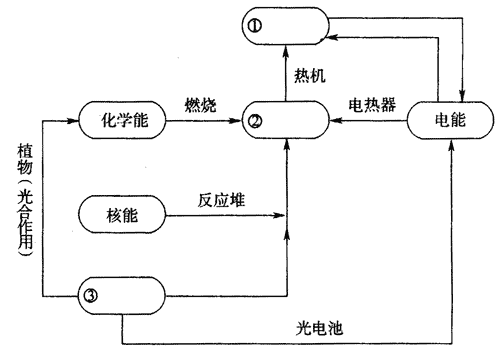 ①
热机
化学能
燃烧
②
电热器
电能
植物（光合作用）
核能
反应堆
③
光电池